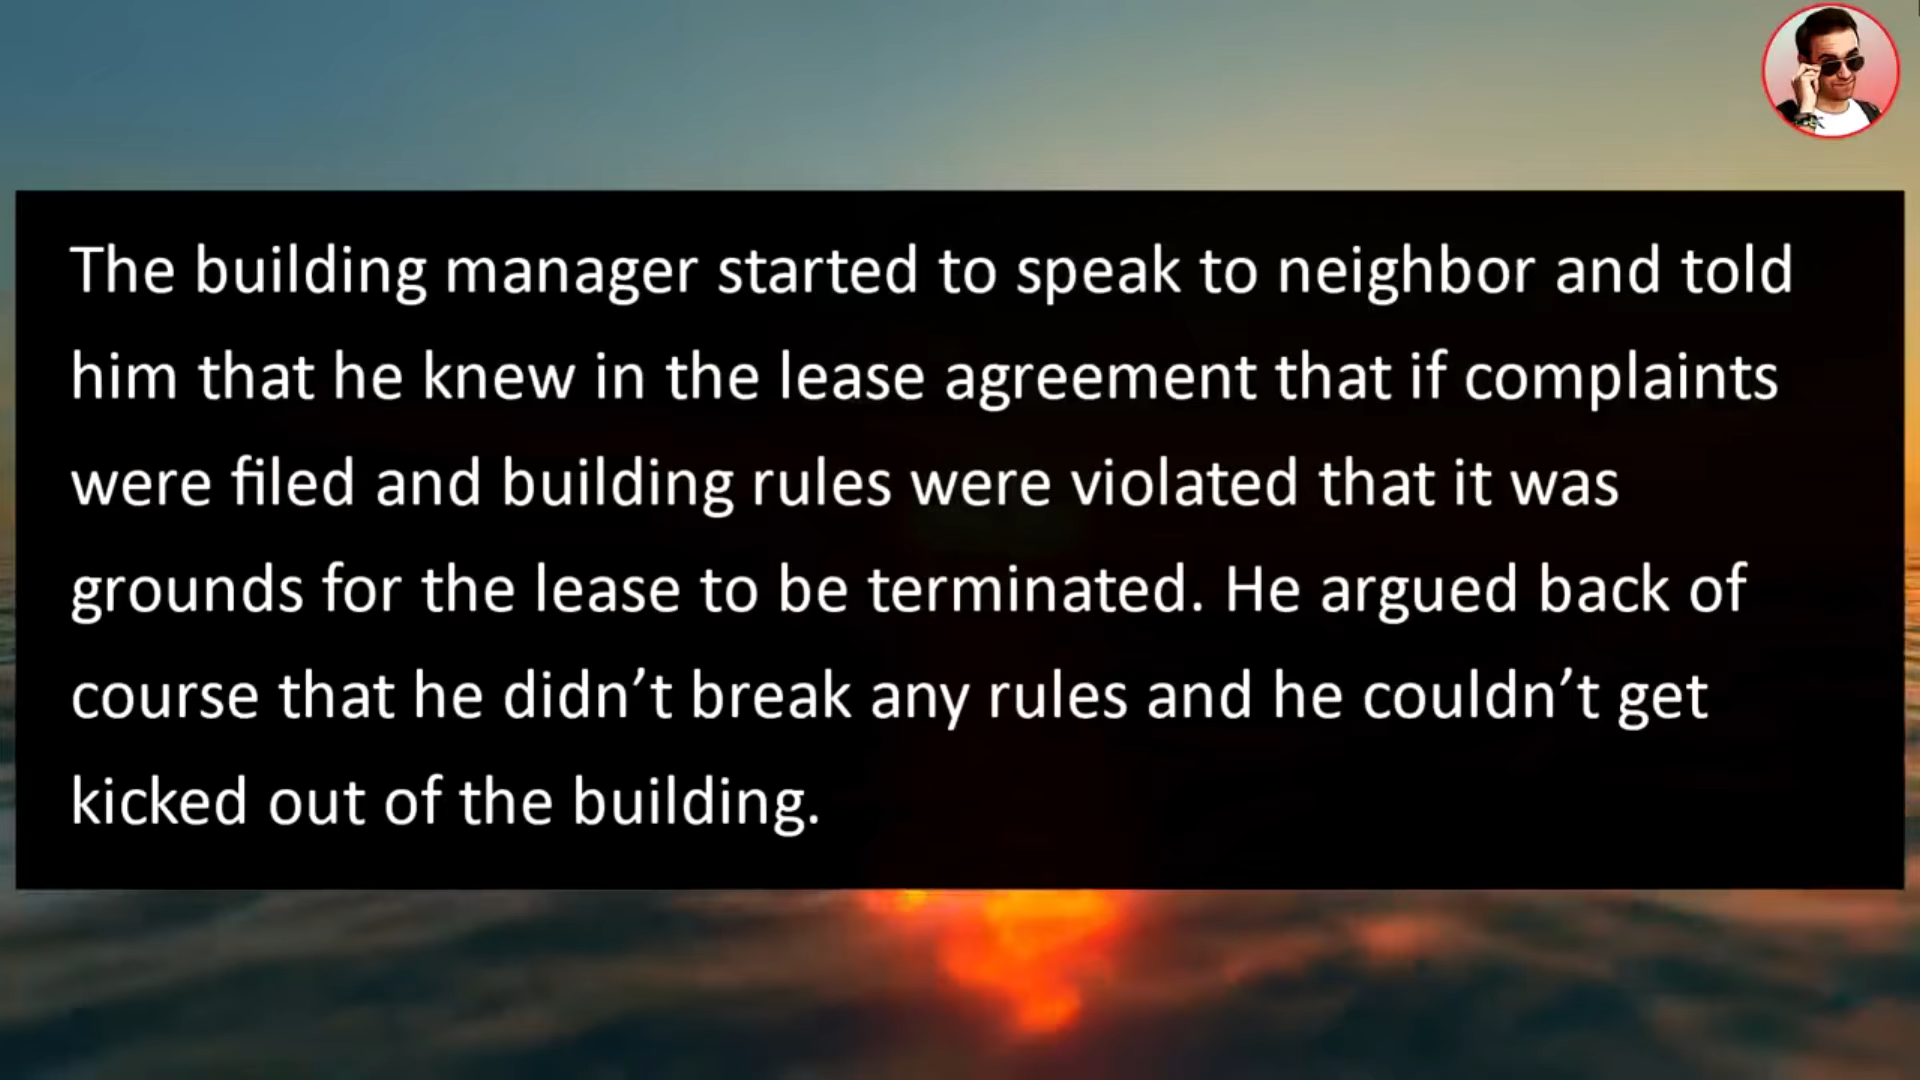 The building manager started to speak to neighbor and told
him that he knew in the lease agreement that if complaints
were filed and building rules were violated that it was
grounds for the lease to be terminated. He argued back of
course that he didn’t break any rules and he couldn’t get
kicked out of the building.